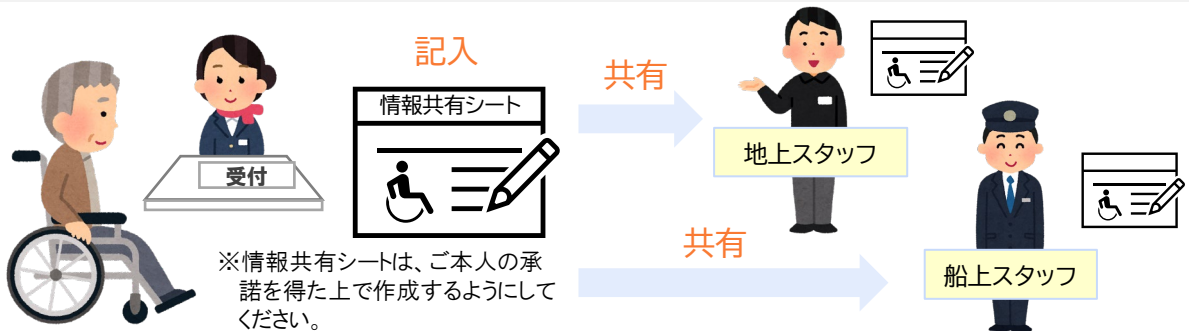 記入
情報共有シート
受付
※情報共有シートは、ご本人の承
諾を得た上で作成するようにして
ください。
共有
地上スタッフ
共有
船上スタッフ